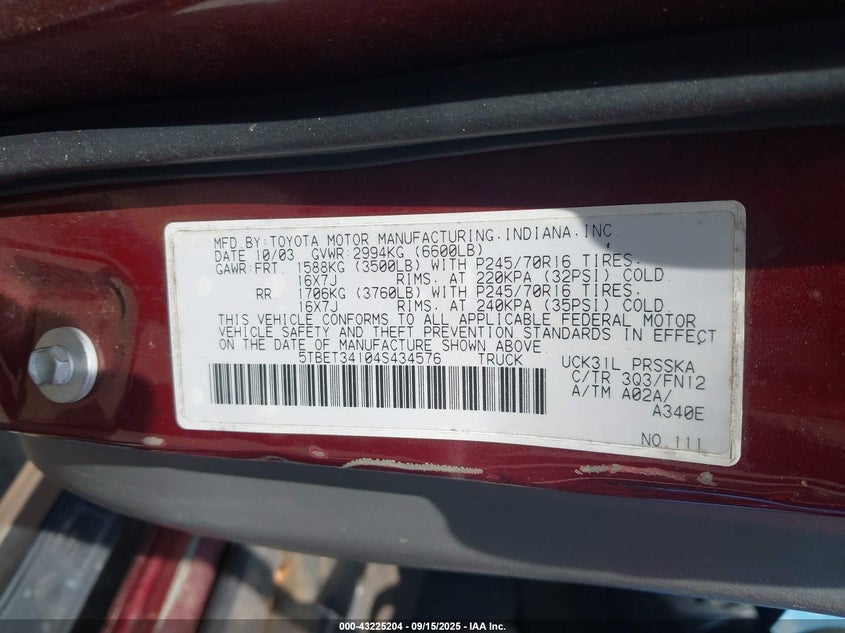 MFD.BY:TOYOTA MOTOR MANUFACTURING.INDIANA.INC.
DATE 10/03 GVWR:2994KG (6600LB)
GAWR:FRT. 1588KG (3500LB) WITH P245/70R16 TIRES.
16X7J RIMS. AT 220KPA (32PSI) COLD
RR. 1706KG (3760LB) WITH P245/70R16 TIRES.
16X7J RIMS. AT 240KPA (35PSI) COLD
THIS VEHICLE CONFORMS TO ALL APPLICABLE FEDERAL MOTOR
VEHICLE SAFETY AND THEFT PREVENTION STANDARDS IN EFFECT
ON THE DATE OF MANUFACTURE SHOWN ABOVE.
5TBET34104S434576 TRUCK UCK31L PRSSKA
C/TR 3Q3/FN12
A/TM A02A/
A340E
NO.111
000-43225204 - 09/15/2025 - IAA Inc.